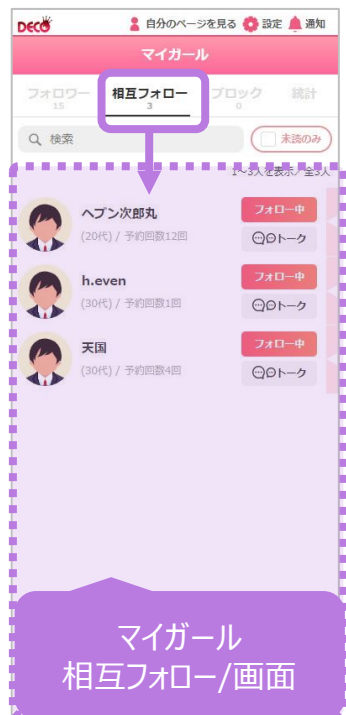 DECO 自分のページを見る 設定 通知
マイガール
フォロワー 相互フォロー ブロック 統計
15 3 0
検索 未読のみ
1～3人を表示／全3人
ヘブン次郎丸 フォロー中
(20代) / 予約回数12回 トーク
h.even フォロー中
(30代) / 予約回数1回 トーク
天国 フォロー中
(30代) / 予約回数4回 トーク
マイガール
相互フォロー/画面